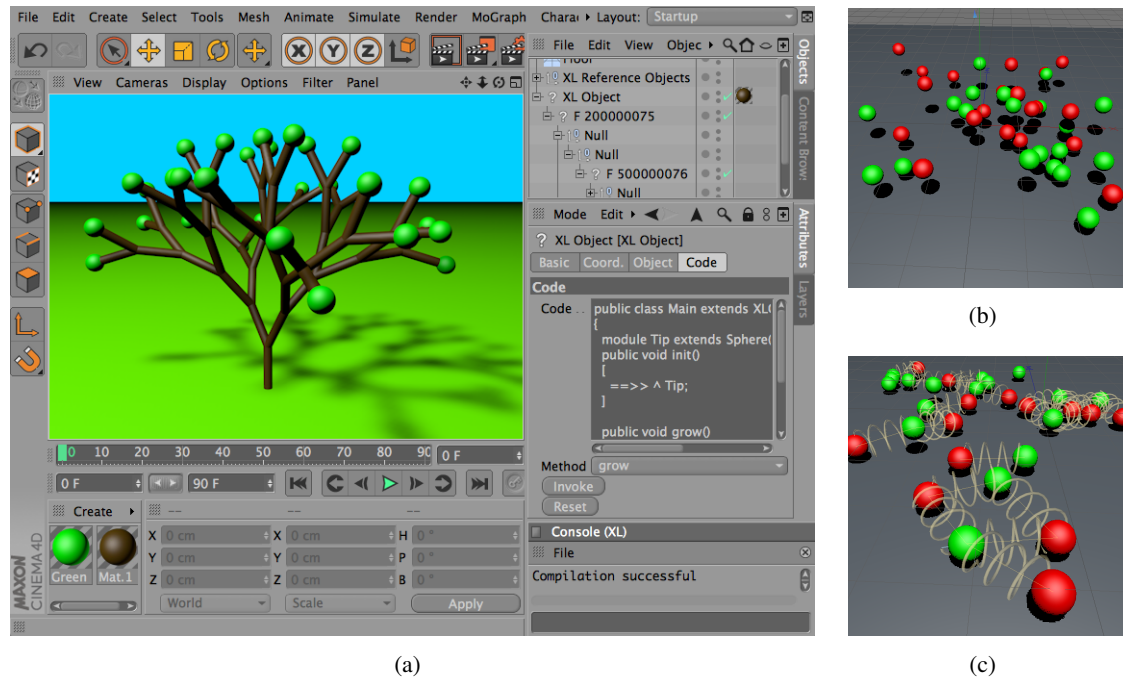 File Edit Create Select Tools Mesh Animate Simulate Render MoGraph Chara Layout: Startup
X Y Z
View Cameras Display Options Filter Panel
File Edit View Objec
XL Reference Objects
XL Object
F 200000075
Null
Null
F 500000076
Null
Objects
Content Brow:
Mode Edit
XL Object [XL Object]
Basic Coord. Object Code
Code
Code . .
public class Main extends XL(
{
module Tip extends Sphere(
public void init()
[
==>> ^ Tip;
]
public void grow()
Method grow
Invoke
Reset
Attributes
Layers
Console (XL)
File
Compilation successful
0 10 20 30 40 50 60 70 80 90 0 F
0 F 90 F
Create
-- -- --
X 0 cm X 0 cm H 0 °
Y 0 cm Y 0 cm P 0 °
Z 0 cm Z 0 cm B 0 °
World Scale Apply
Green Mat.1
MAXON
CINEMA 4D
(a)
(b)
(c)